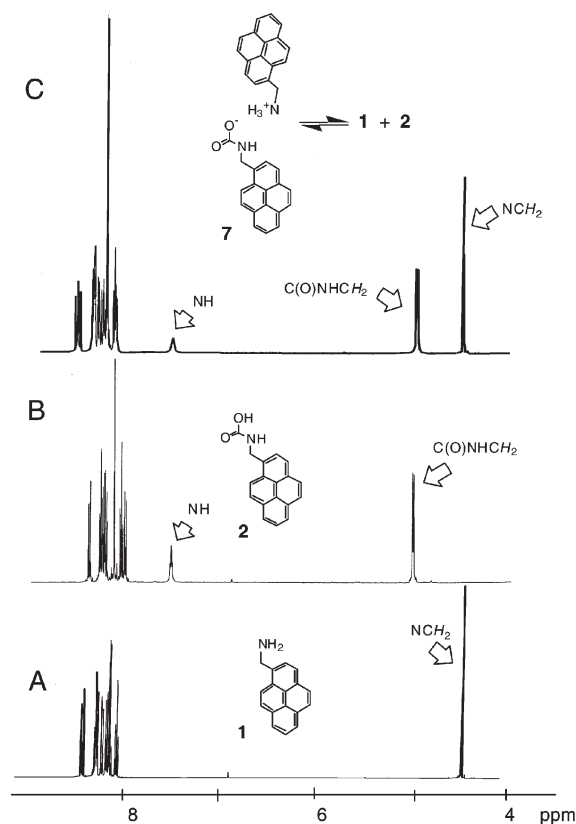 C
H₃⁺N
O⁻
O
NH
7
1 + 2
NCH₂
C(O)NHCH₂
NH
B
OH
O
NH
2
C(O)NHCH₂
NH
A
NH₂
1
NCH₂
8 6 4 ppm